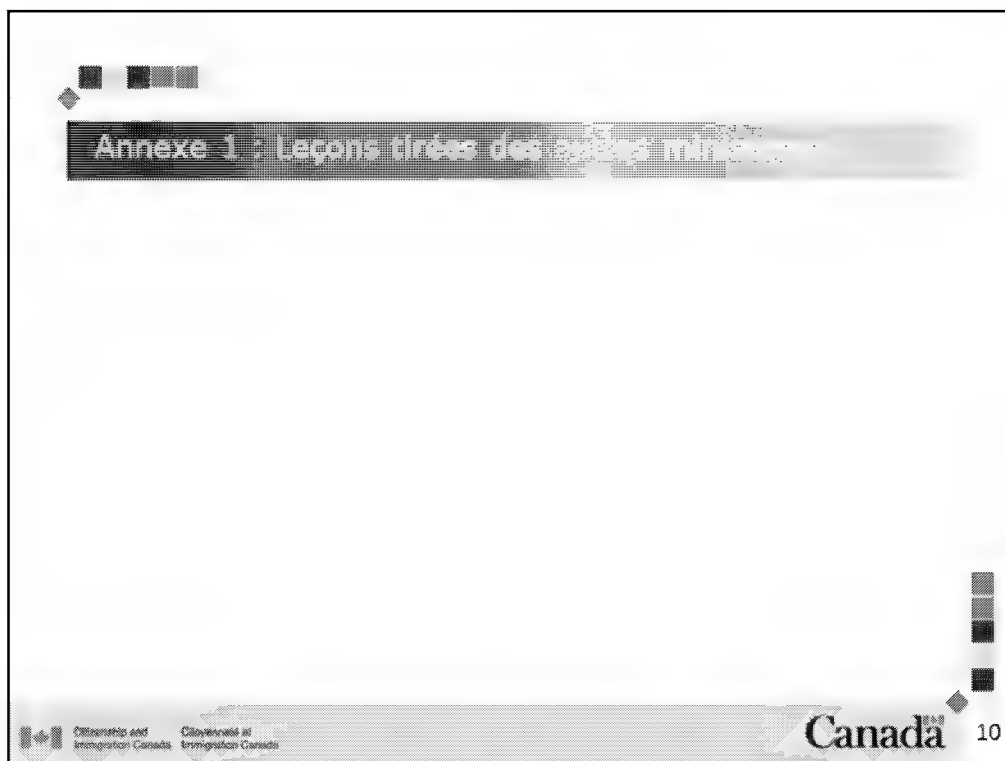 Annexe 1 : Leçons tirées des
Citizenship and
Immigration Canada
Citoyenneté et
Immigration Canada
Canada
10